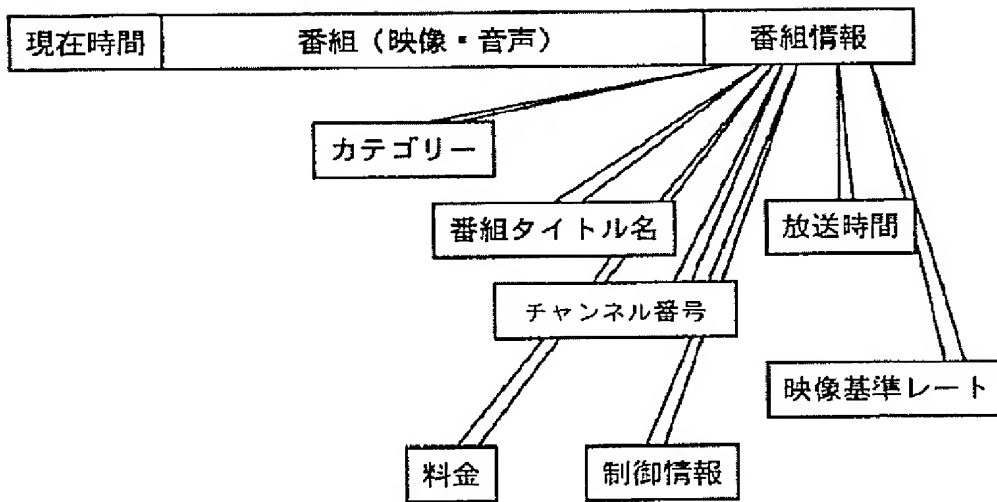 現在時間
番組（映像・音声）
番組情報
カテゴリー
番組タイトル名
放送時間
チャンネル番号
映像基準レート
料金
制御情報